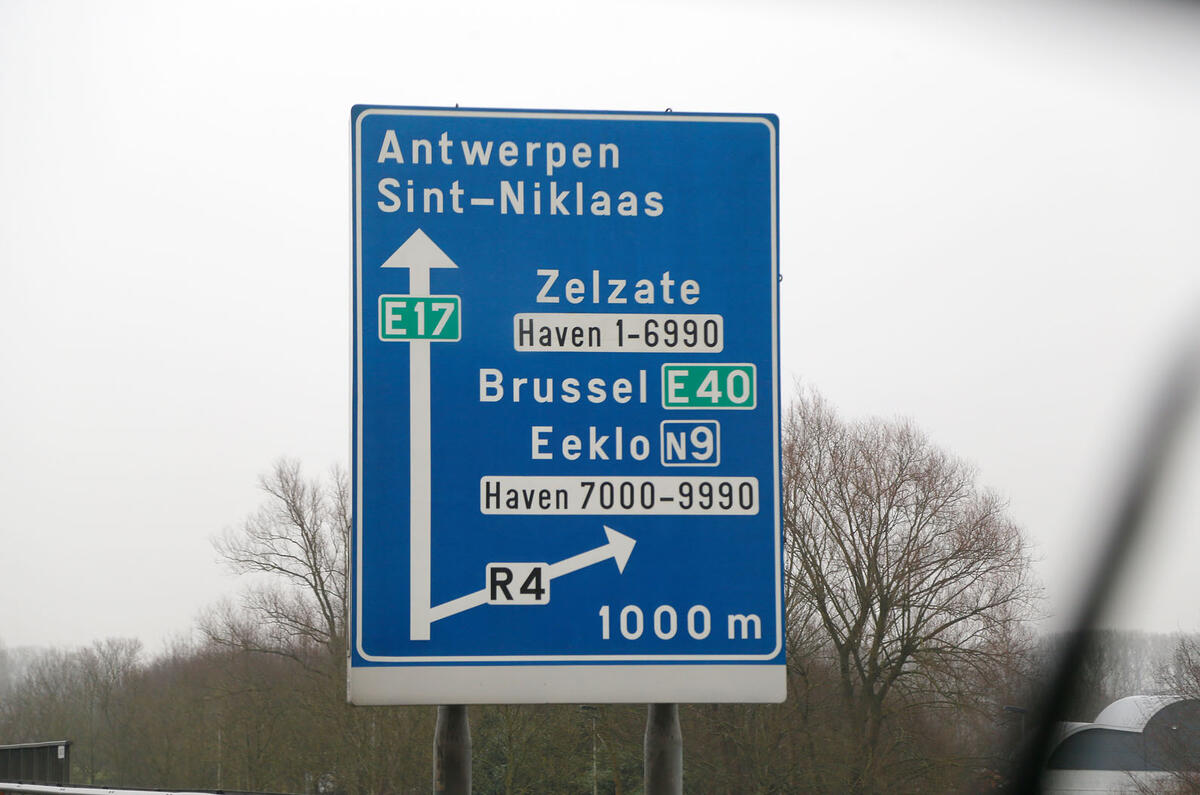 Antwerpen
Sint-Niklaas
E17
Zelzate
Haven 1-6990
Brussel E40
Eeklo N9
Haven 7000-9990
R4
1000 m